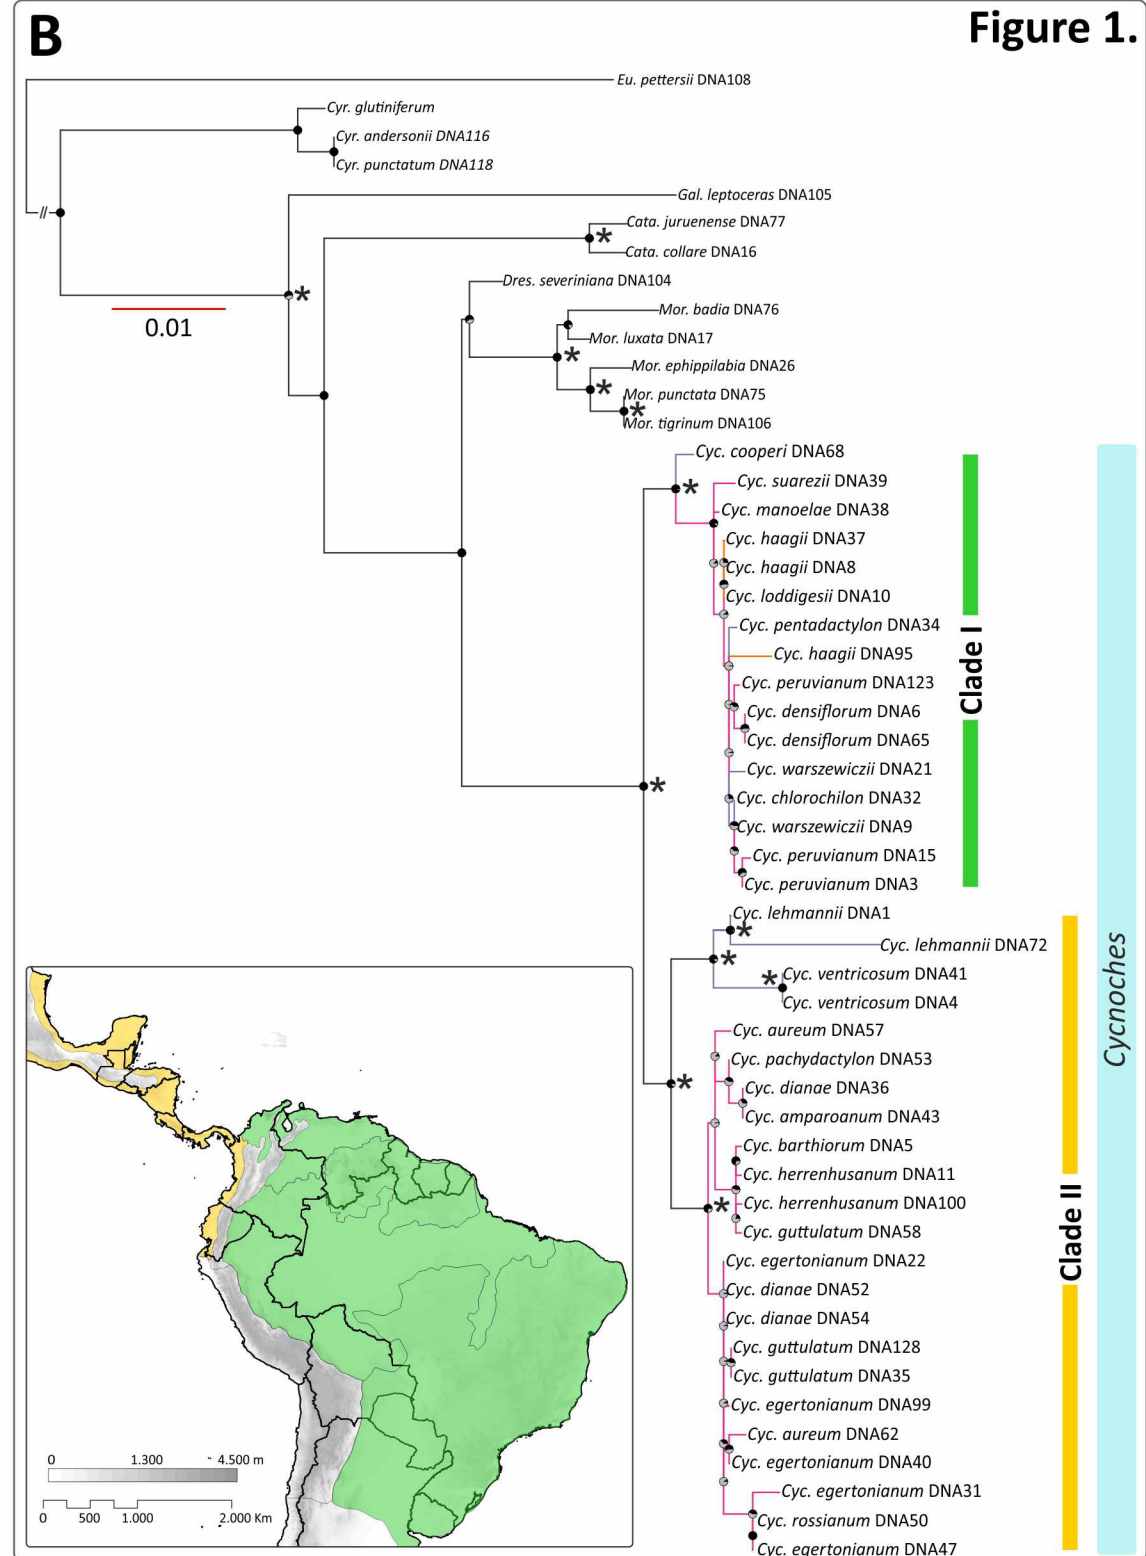 B
Figure 1.
Eu. pettersii DNA108
Cyr. glutiniferum
Cyr. andersonii DNA116
Cyr. punctatum DNA118
Gal. leptoceras DNA105
//
Cata. juruenense DNA77
*
Cata. collare DNA16
Dres. severiniana DNA104
*
0.01
Mor. badia DNA76
Mor. luxata DNA17
*
Mor. ephippilabia DNA26
*
Mor. punctata DNA75
*
Mor. tigrinum DNA106
Cyc. cooperi DNA68
*
Cyc. suarezii DNA39
Cyc. manoelae DNA38
Cyc. haagii DNA37
Cyc. haagii DNA8
Cyc. loddigesii DNA10
Cyc. pentadactylon DNA34
Cyc. haagii DNA95
Cyc. peruvianum DNA123
Cyc. densiflorum DNA6
Cyc. densiflorum DNA65
Cyc. warszewiczii DNA21
*
Cyc. chlorochilon DNA32
Cyc. warszewiczii DNA9
Cyc. peruvianum DNA15
Cyc. peruvianum DNA3
Clade I
Cyc. lehmannii DNA1
*
Cyc. lehmannii DNA72
*
Cyc. ventricosum DNA41
*
Cyc. ventricosum DNA4
Cyc. aureum DNA57
Cyc. pachydactylon DNA53
*
Cyc. dianae DNA36
Cyc. amparoanum DNA43
Cyc. barthiorum DNA5
Cyc. herrenhusanum DNA11
Cyc. herrenhusanum DNA100
*
Cyc. guttulatum DNA58
Cyc. egertonianum DNA22
Cyc. dianae DNA52
Cyc. dianae DNA54
Cyc. guttulatum DNA128
Cyc. guttulatum DNA35
Cyc. egertonianum DNA99
Cyc. aureum DNA62
Cyc. egertonianum DNA40
Cyc. egertonianum DNA31
Cyc. rossianum DNA50
Cyc. egertonianum DNA47
Clade II
Cycnoches
0 1.300 4.500 m
0 500 1.000 2.000 Km